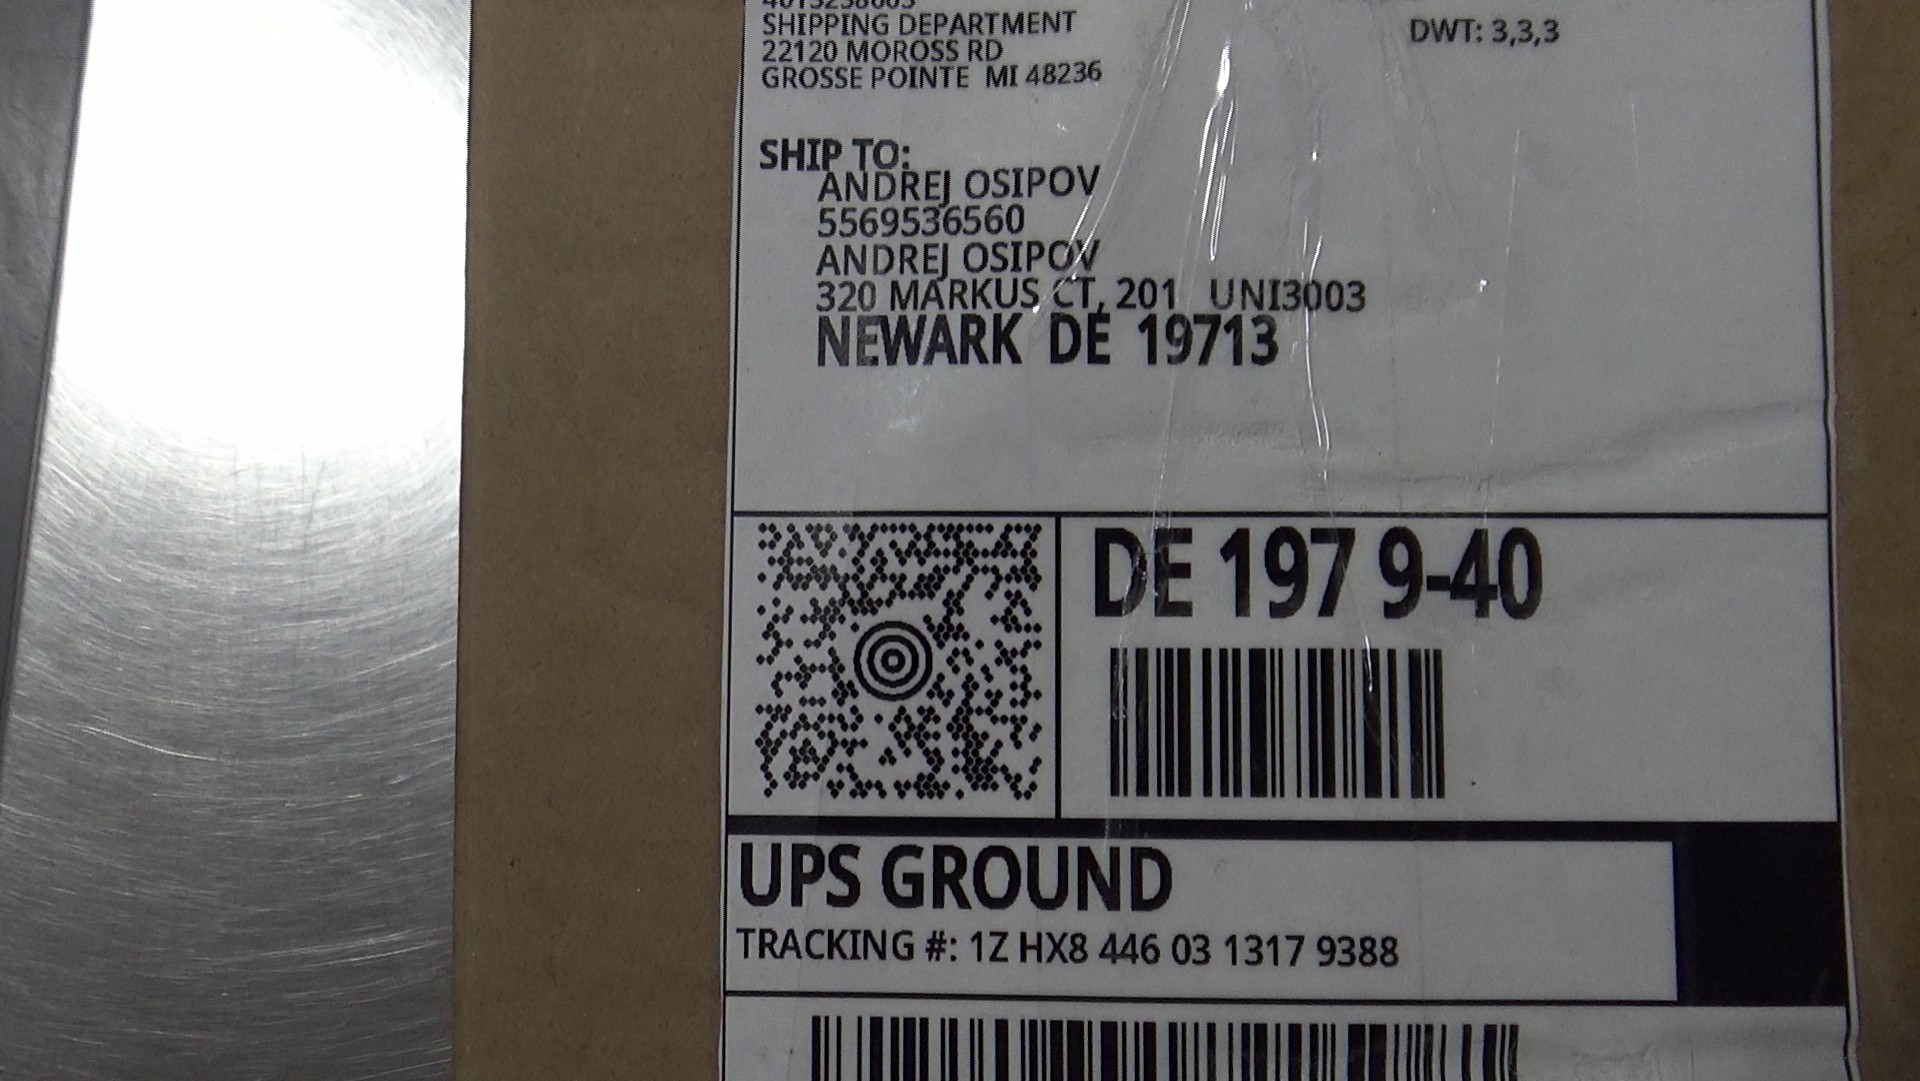 SHIPPING DEPARTMENT
22120 MOROSS RD
GROSSE POINTE MI 48236
DWT: 3,3,3
SHIP TO:
ANDREJ OSIPOV
5569536560
ANDREJ OSIPOV
320 MARKUS CT, 201 UNI3003
NEWARK DE 19713
DE 197 9-40
UPS GROUND
TRACKING #: 1Z HX8 446 03 1317 9388